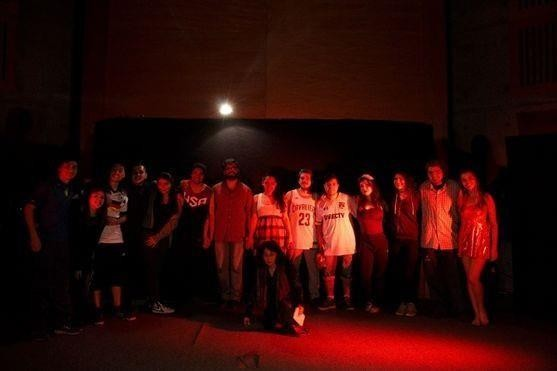 USA
CAVALIERS
23
DIRECTV